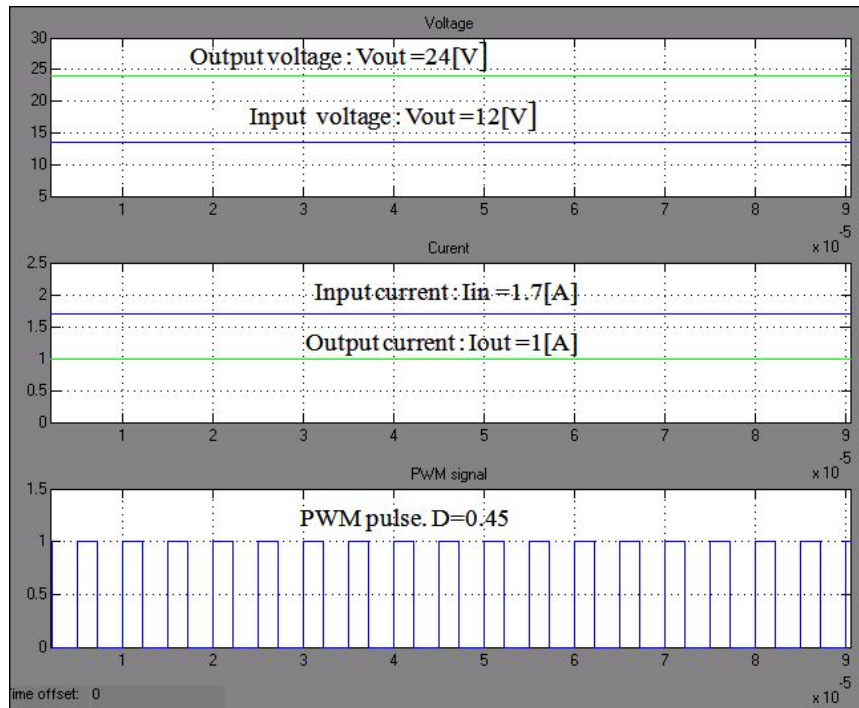 Voltage
30
25
20
15
10
5
Output voltage : Vout =24[V]
Input voltage : Vout =12[V]
1 2 3 4 5 6 7 8 9
x 10 -5
Curent
2.5
2
1.5
1
0.5
0
Input current : Iin =1.7[A]
Output current : Iout =1[A]
1 2 3 4 5 6 7 8 9
x 10 -5
PWM signal
1.5
1
0.5
0
PWM pulse. D=0.45
1 2 3 4 5 6 7 8 9
x 10 -5
ime offset: 0